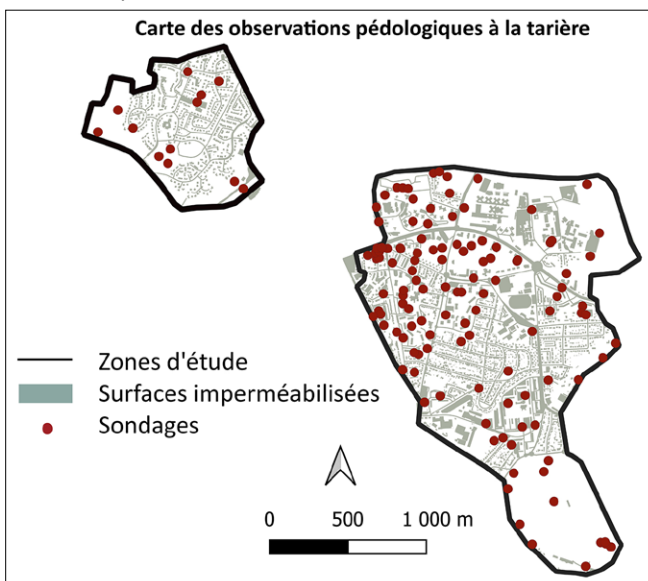 Carte des observations pédologiques à la tarière
Zones d'étude
Surfaces imperméabilisées
Sondages
0 500 1 000 m